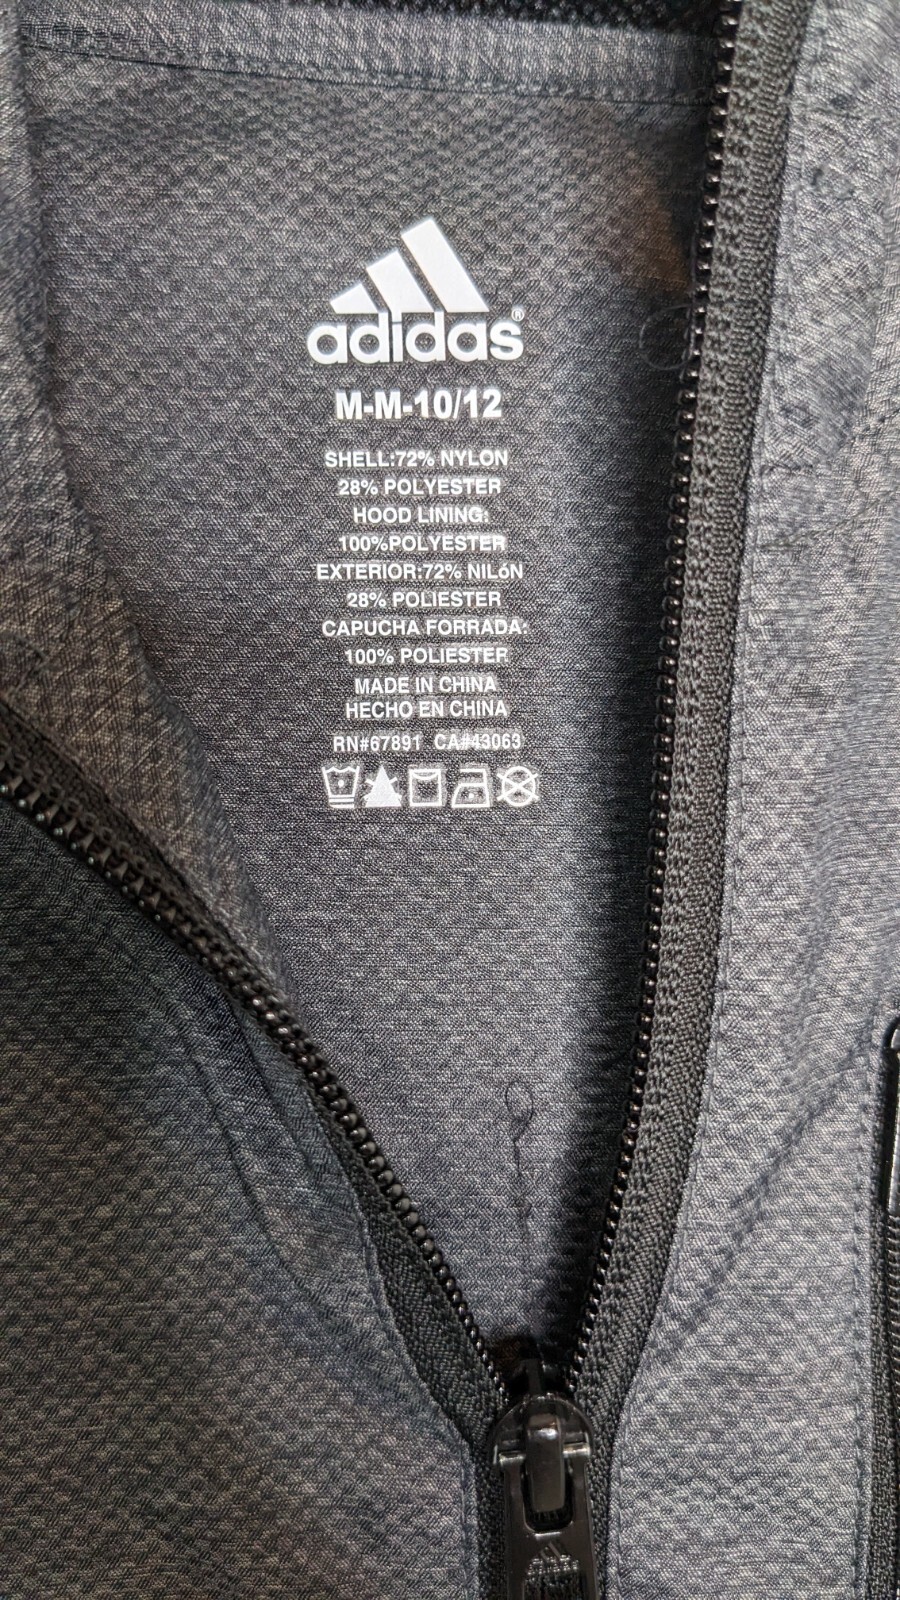 adidas®
M-M-10/12
SHELL:72% NYLON
28% POLYESTER
HOOD LINING:
100%POLYESTER
EXTERIOR:72% NILóN
28% POLIESTER
CAPUCHA FORRADA:
100% POLIESTER
MADE IN CHINA
HECHO EN CHINA
RN#67891 CA#43063
adidas